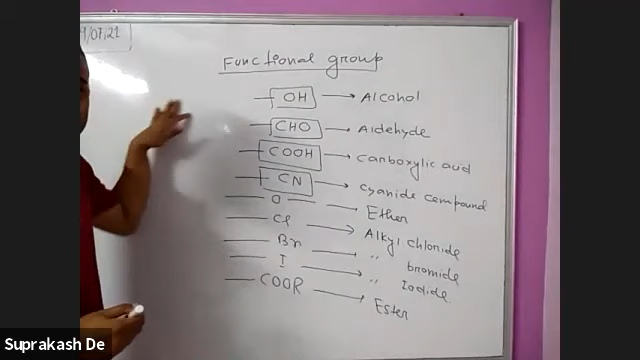 9/07/21
Functional group
— OH → Alcohol
— CHO → Aldehyde
— COOH → Carboxylic acid
— CN → Cyanide compound
— O — → Ether
— Cl → Alkyl chloride
— Br → " bromide
— I → " Iodide
— COOR → Ester
Suprakash De